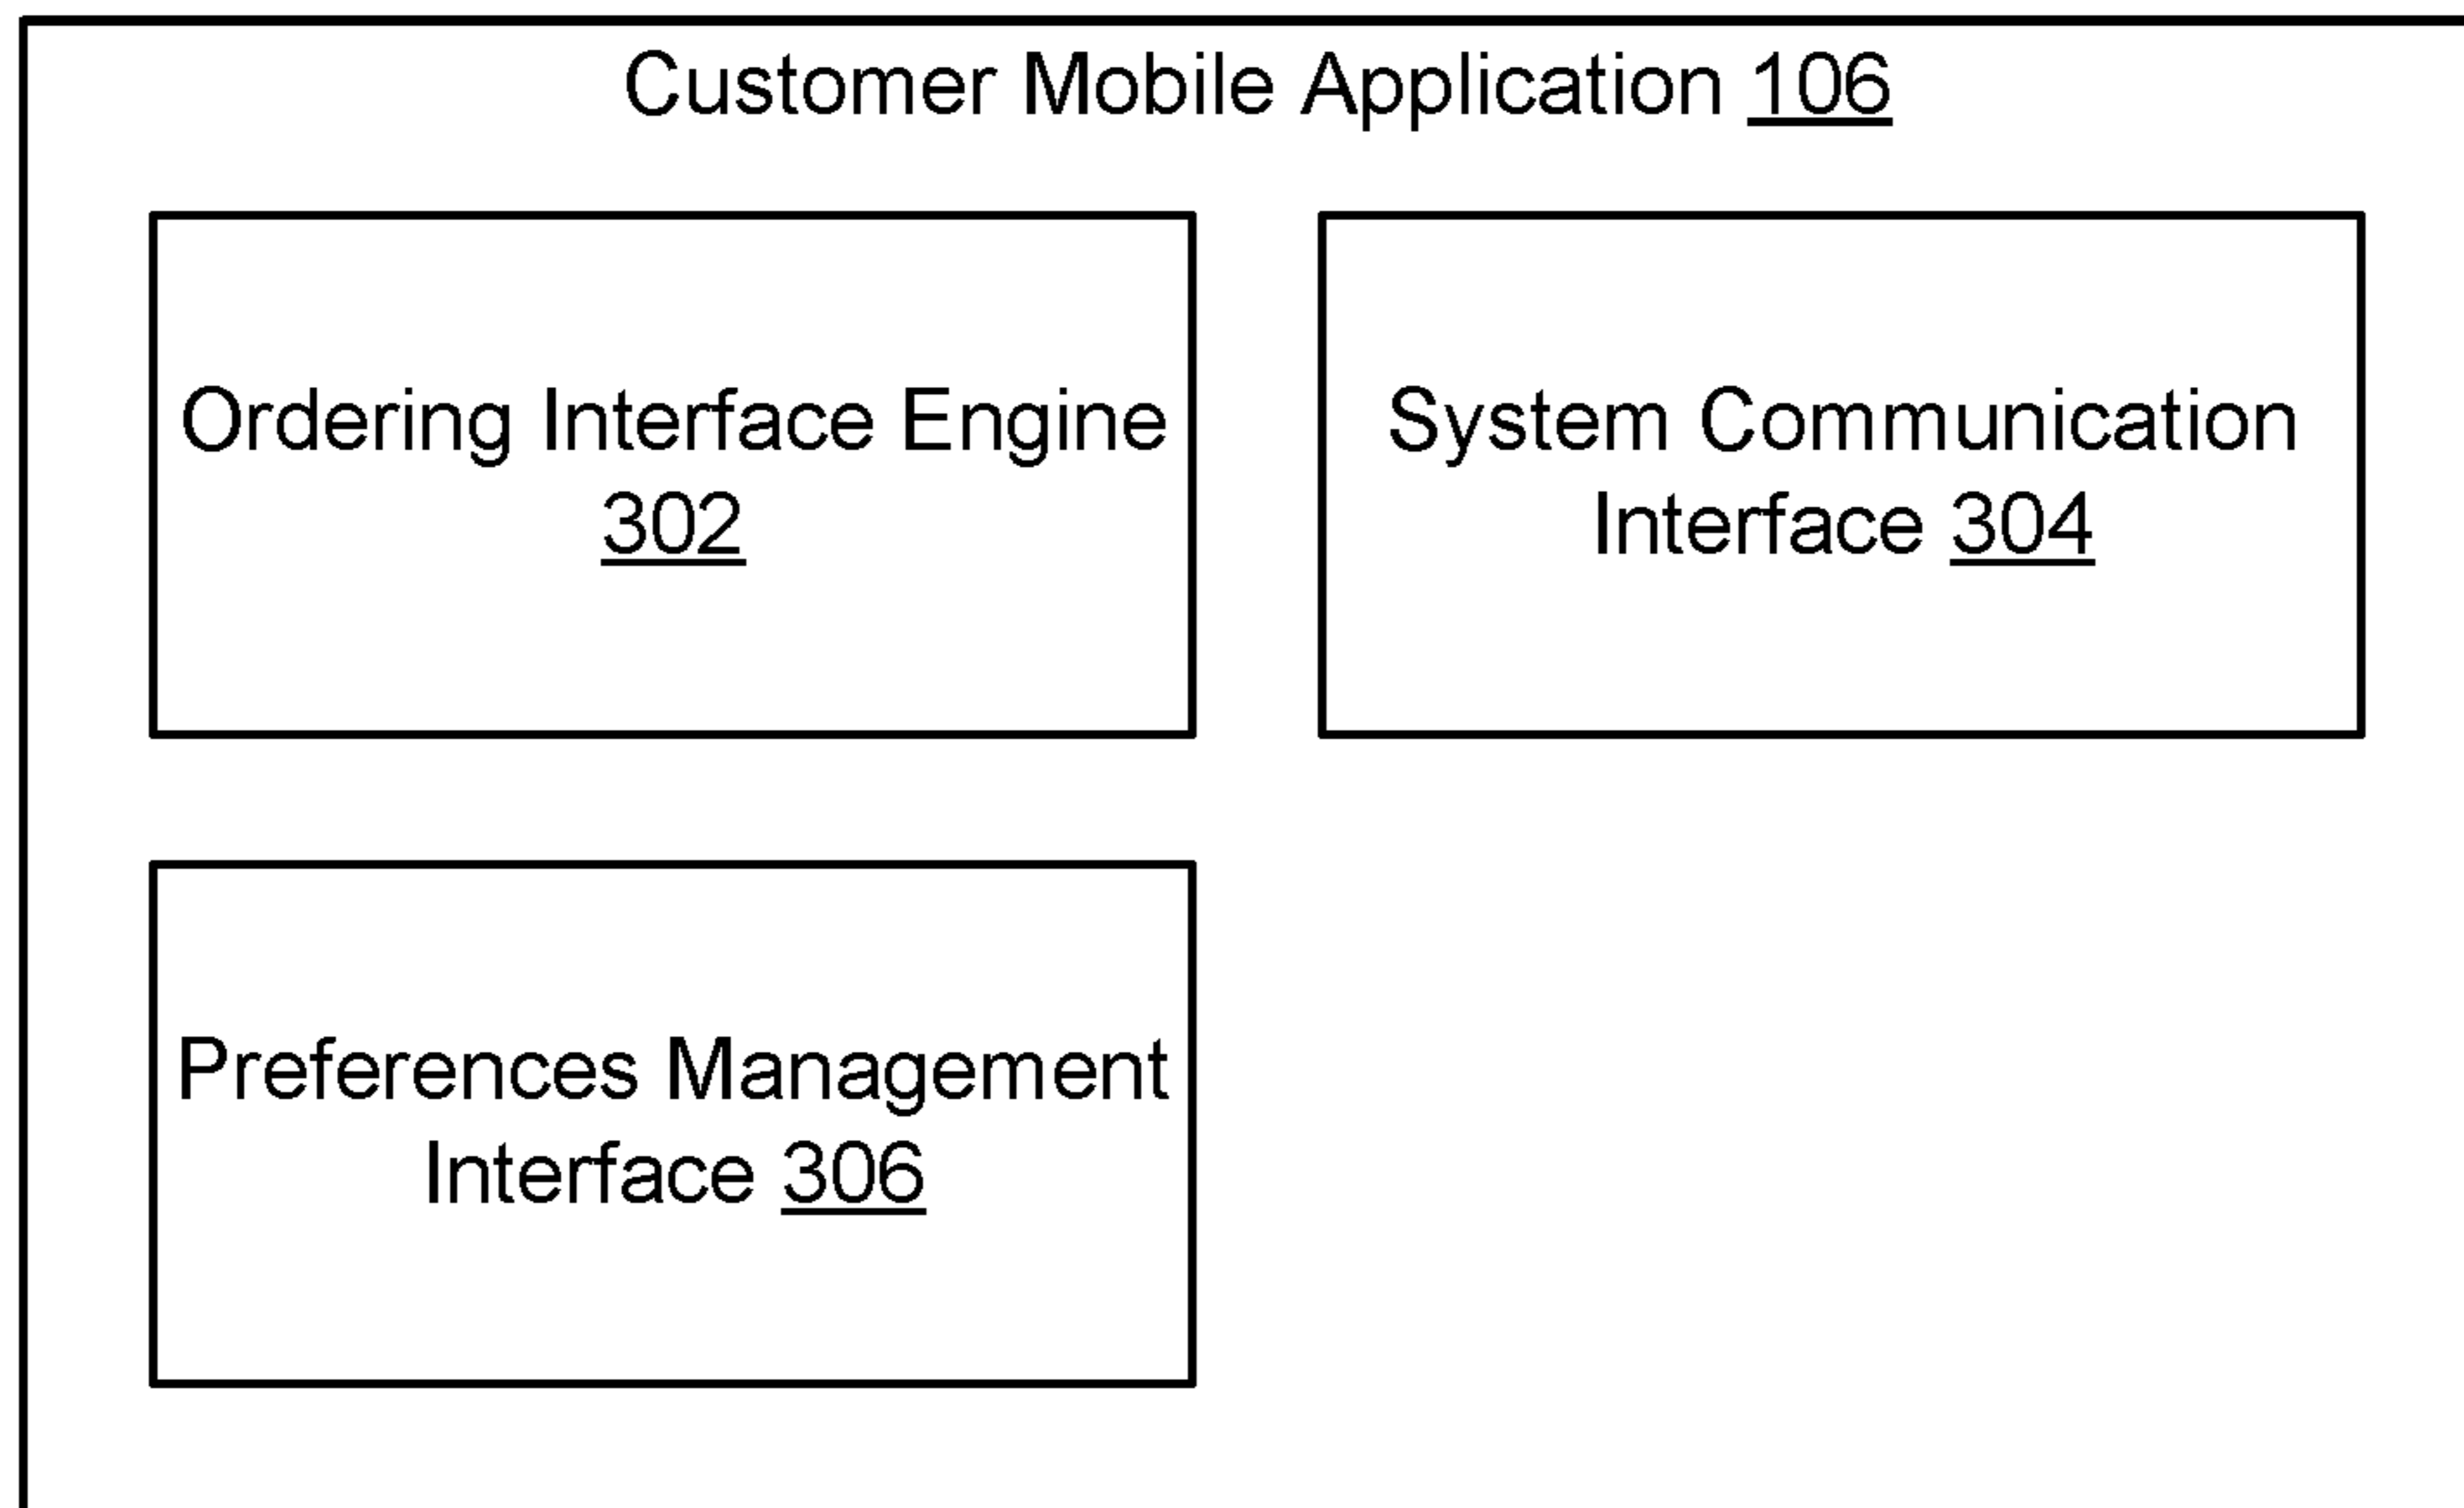 Customer Mobile Application 106
Ordering Interface Engine
302
System Communication
Interface 304
Preferences Management
Interface 306